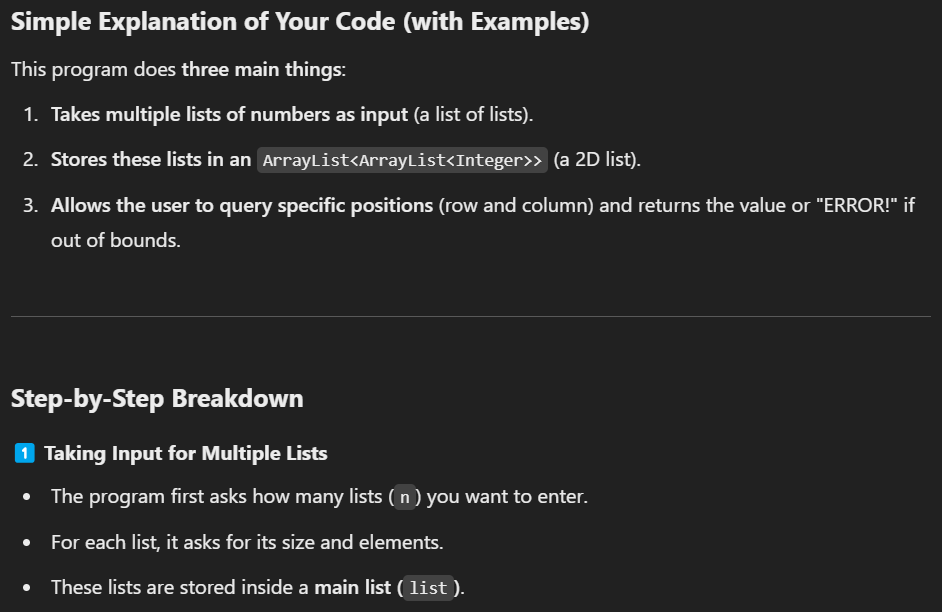 Simple Explanation of Your Code (with Examples)
This program does three main things:
1. Takes multiple lists of numbers as input (a list of lists).
2. Stores these lists in an ArrayList<ArrayList<Integer>> (a 2D list).
3. Allows the user to query specific positions (row and column) and returns the value or "ERROR!" if
out of bounds.
Step-by-Step Breakdown
1 Taking Input for Multiple Lists
• The program first asks how many lists (n) you want to enter.
• For each list, it asks for its size and elements.
• These lists are stored inside a main list (list).